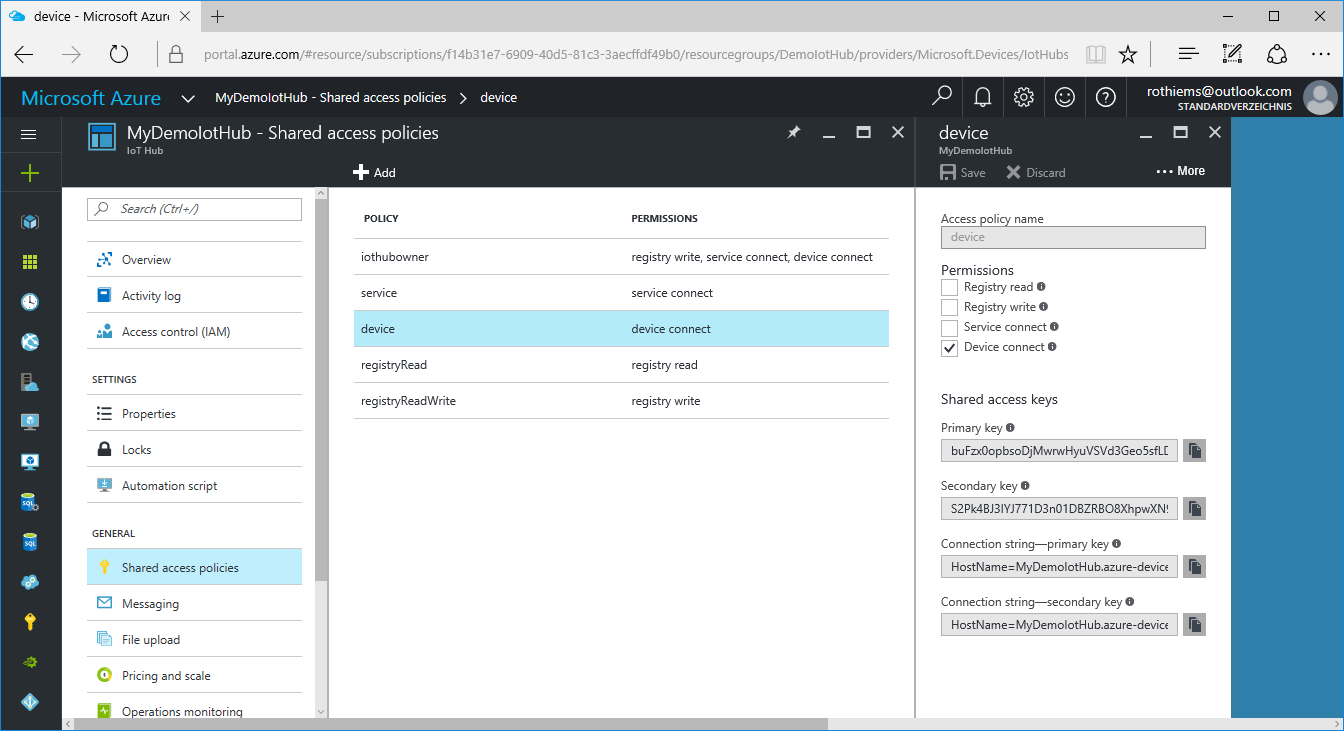 device - Microsoft Azur
portal.azure.com/#resource/subscriptions/f14b31e7-6909-40d5-81c3-3aecffdf49b0/resourcegroups/DemoIotHub/providers/Microsoft.Devices/IotHubs
Microsoft Azure
MyDemoIotHub - Shared access policies > device
rothiems@outlook.com
STANDARDVERZEICHNIS
MyDemoIotHub - Shared access policies
IoT Hub
Add
Search (Ctrl+/)
Overview
Activity log
Access control (IAM)
SETTINGS
Properties
Locks
Automation script
GENERAL
Shared access policies
Messaging
File upload
Pricing and scale
Operations monitoring
POLICY PERMISSIONS
iothubowner registry write, service connect, device connect
service service connect
device device connect
registryRead registry read
registryReadWrite registry write
device
MyDemoIotHub
Save Discard ••• More
Access policy name
device
Permissions
Registry read
Registry write
Service connect
Device connect
Shared access keys
Primary key
buFzx0opbsoDjMwrwHyuVSVd3Geo5sfLD
Secondary key
S2Pk4BJ3IYJ771D3n01DBZRBO8XhpwXN9
Connection string—primary key
HostName=MyDemoIotHub.azure-device
Connection string—secondary key
HostName=MyDemoIotHub.azure-device